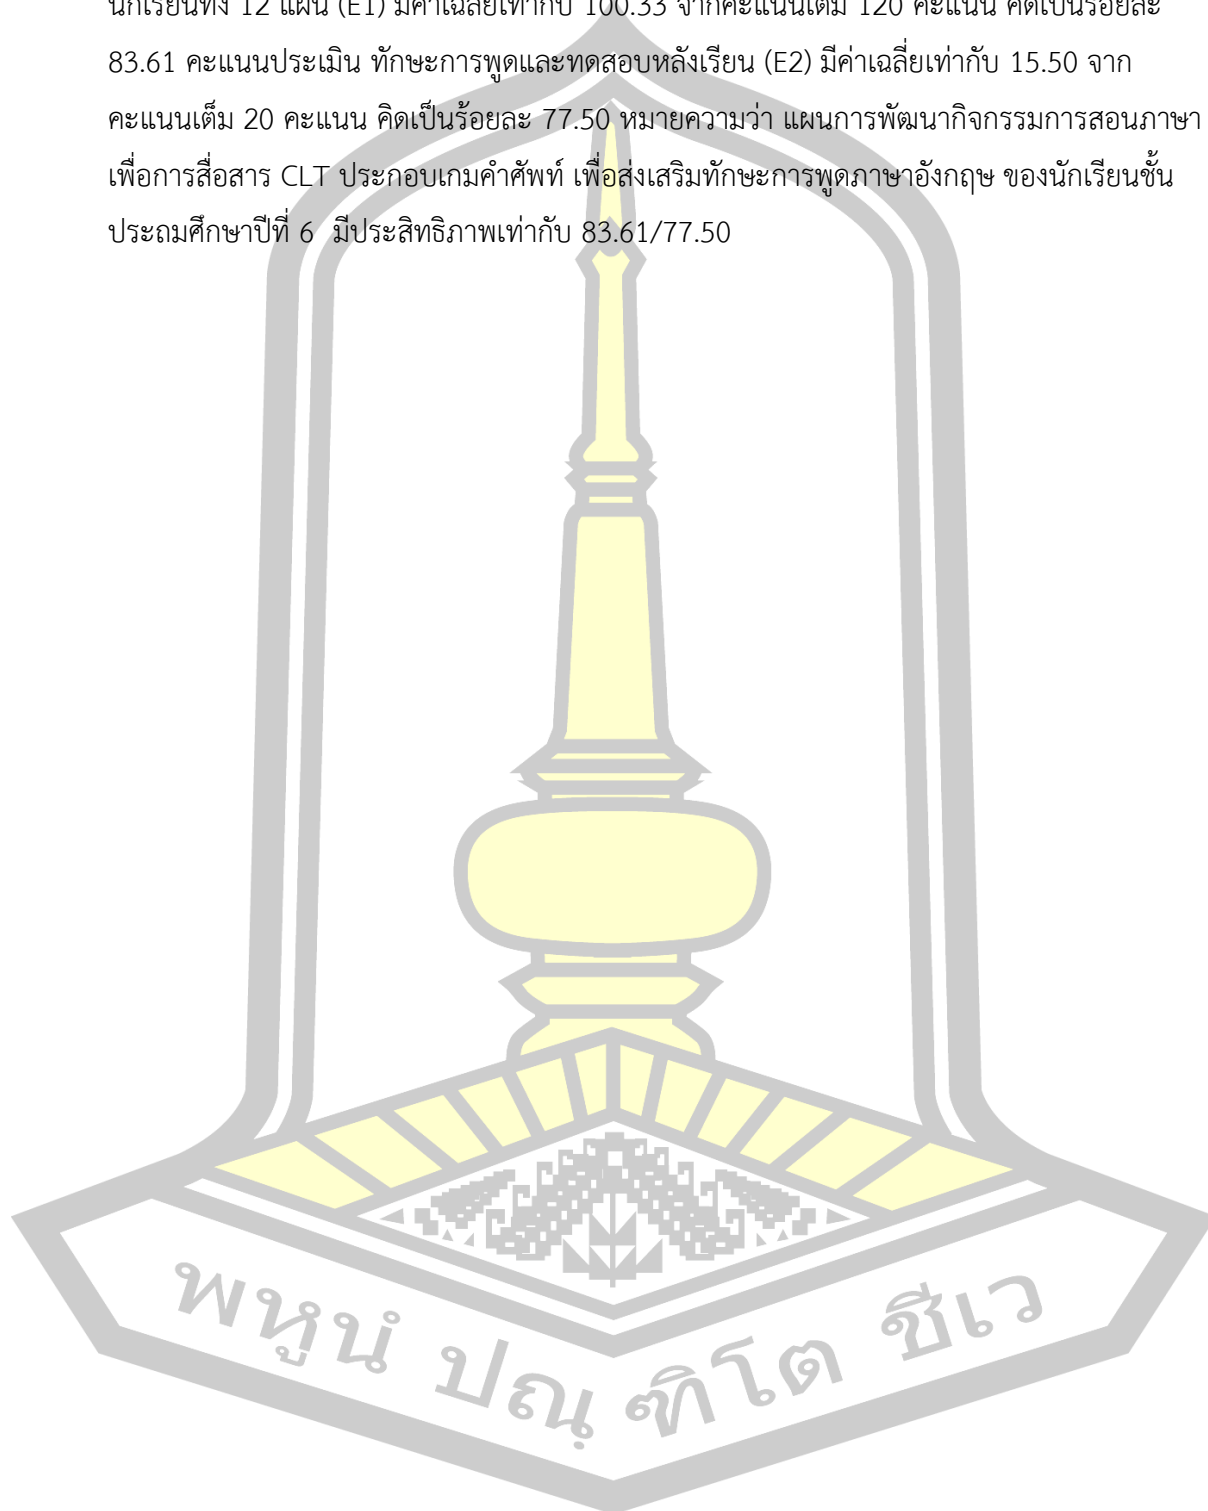 นักเรียนทั้ง 12 แผน (E1) มีค่าเฉลี่ยเท่ากับ 100.33 จากคะแนนเต็ม 120 คะแนน คิดเป็นร้อยละ
83.61 คะแนนประเมิน ทักษะการพูดและทดสอบหลังเรียน (E2) มีค่าเฉลี่ยเท่ากับ 15.50 จาก
คะแนนเต็ม 20 คะแนน คิดเป็นร้อยละ 77.50 หมายความว่า แผนการพัฒนากิจกรรมการสอนภาษา
เพื่อการสื่อสาร CLT ประกอบเกมคำศัพท์ เพื่อส่งเสริมทักษะการพูดภาษาอังกฤษ ของนักเรียนชั้น
ประถมศึกษาปีที่ 6 มีประสิทธิภาพเท่ากับ 83.61/77.50
พหูนํ ปณฺ ฑิโต ชีเว